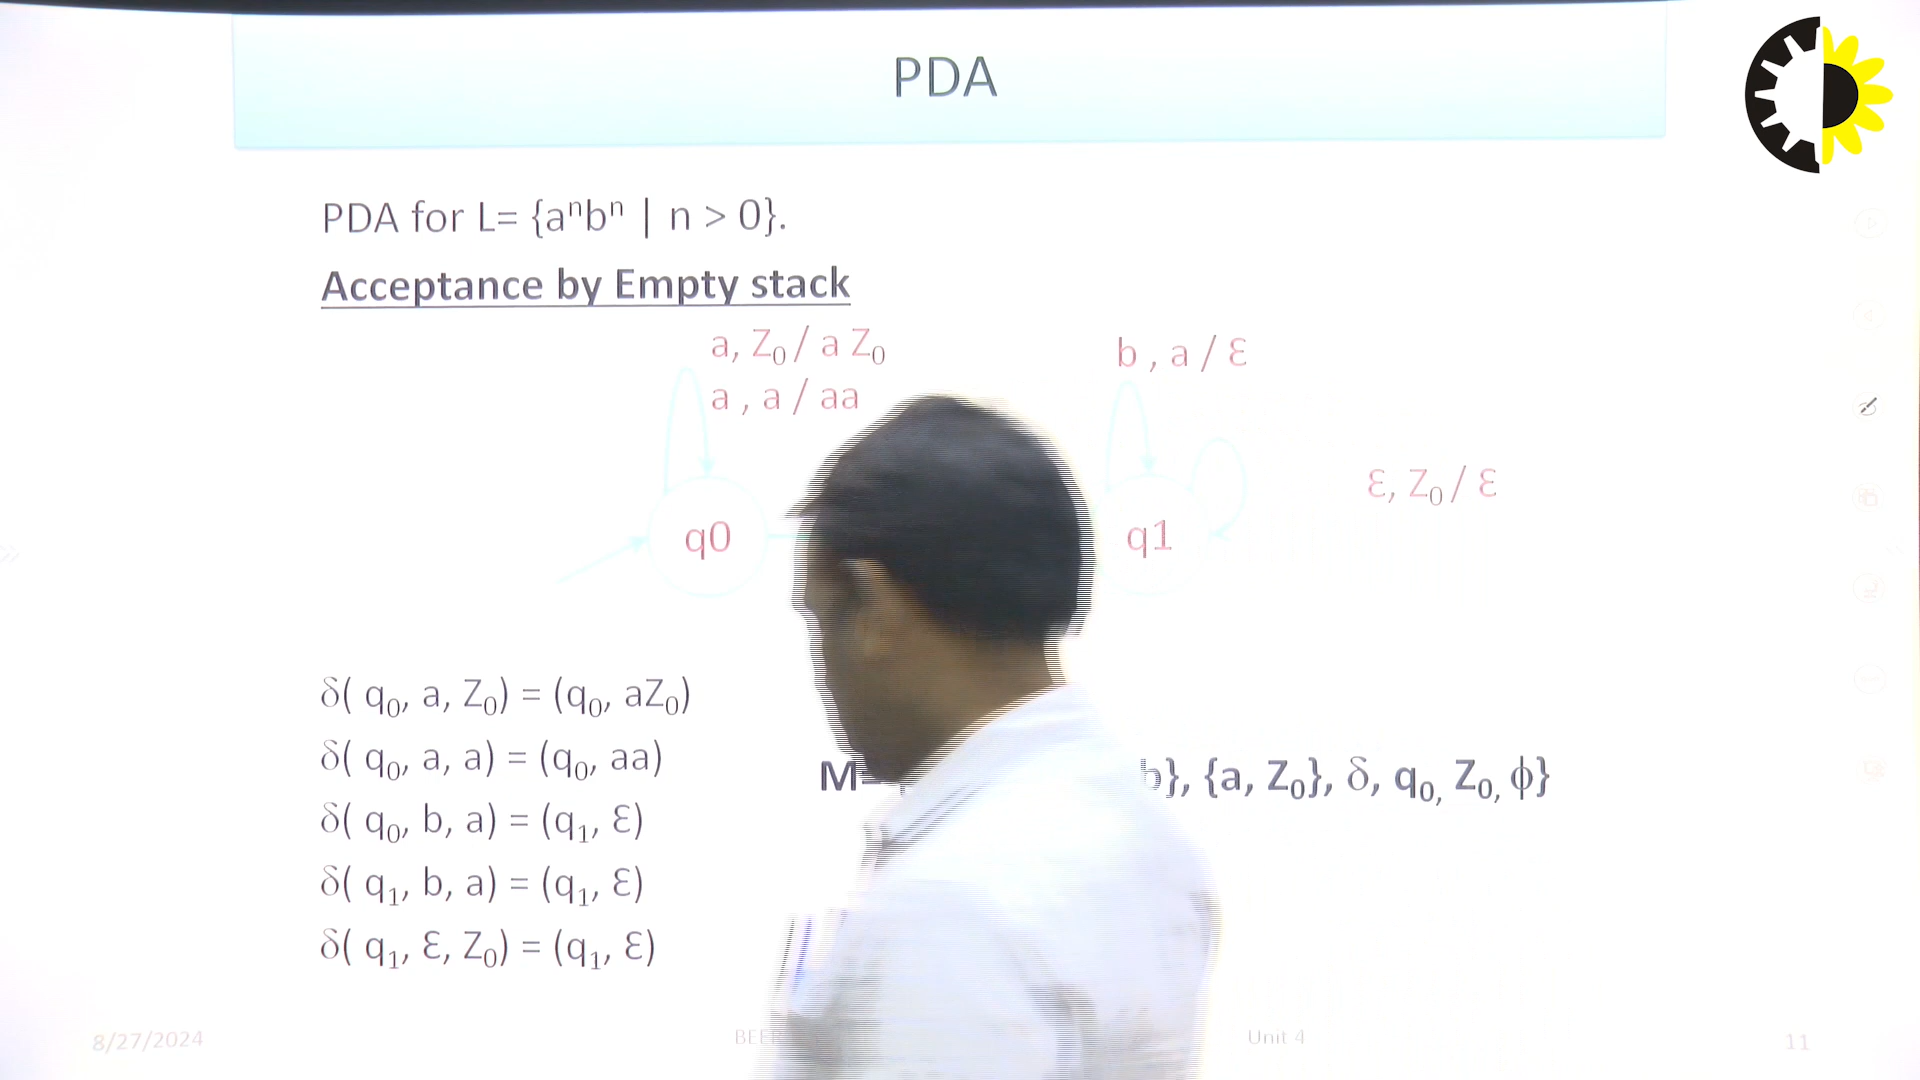 PDA
PDA for L= {aⁿbⁿ | n > 0}.
Acceptance by Empty stack
a, Z₀ / a Z₀
a , a / aa
b , a / Ɛ
Ɛ, Z₀ / Ɛ
q0
q1
δ( q₀, a, Z₀) = (q₀, aZ₀)
δ( q₀, a, a) = (q₀, aa)
δ( q₀, b, a) = (q₁, Ɛ)
δ( q₁, b, a) = (q₁, Ɛ)
δ( q₁, Ɛ, Z₀) = (q₁, Ɛ)
M= b}, {a, Z₀}, δ, q₀, Z₀, ϕ}
8/27/2024
Unit 4
11